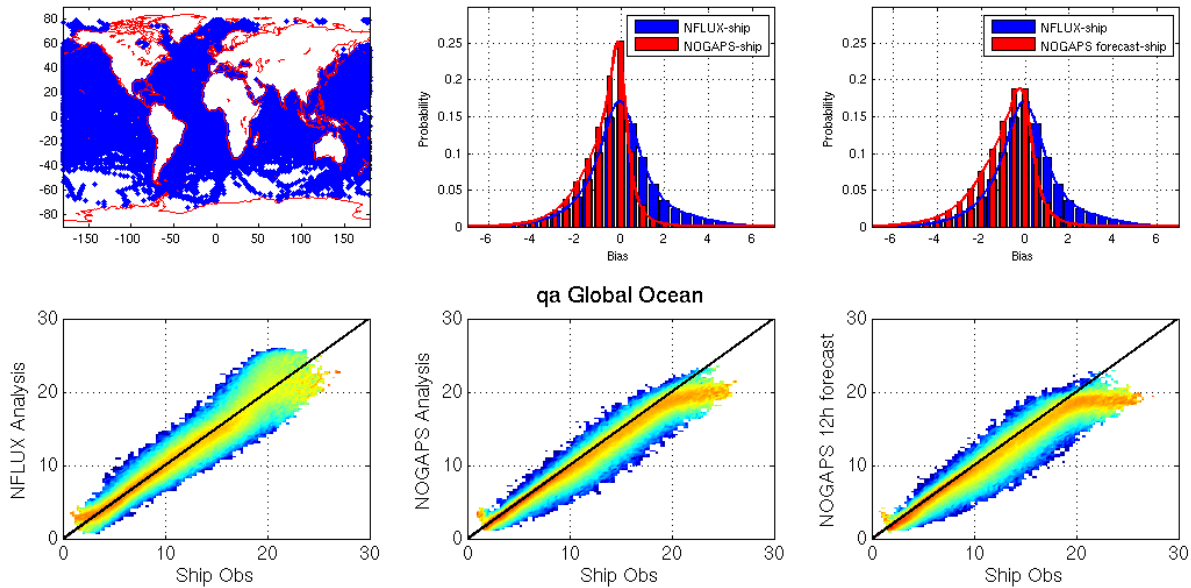 80
60
40
20
0
-20
-40
-60
-80
-150 -100 -50 0 50 100 150
NFLUX-ship
NOGAPS-ship
0.25
0.2
0.15
0.1
0.05
0
Probability
-6 -4 -2 0 2 4 6
Bias
NFLUX-ship
NOGAPS forecast-ship
0.25
0.2
0.15
0.1
0.05
0
Probability
-6 -4 -2 0 2 4 6
Bias
qa Global Ocean
30
20
10
0
NFLUX Analysis
0 10 20 30
Ship Obs
30
20
10
0
NOGAPS Analysis
0 10 20 30
Ship Obs
30
20
10
0
NOGAPS 12h forecast
0 10 20 30
Ship Obs